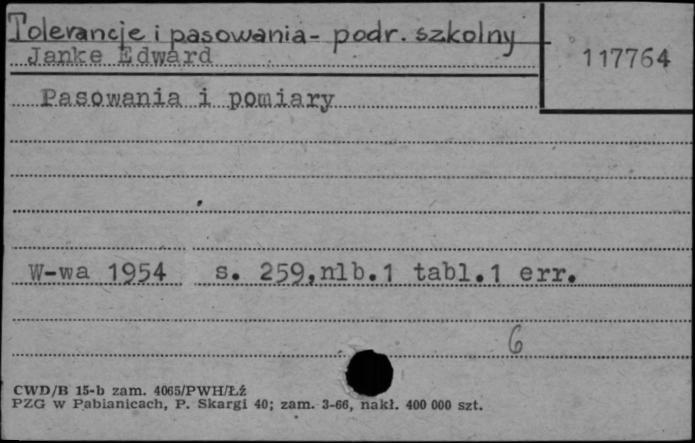 Tolerancje i pasowania - podr. szkolny
117764
Janke Edward
Pasowania i pomiary
W-wa 1954 s. 259,nlb.1 tabl.1 err.
6
CWD/B 15-b zam. 4065/PWH/Łź
PZG w Pabianicach, P. Skargi 40; zam. 3-66, nakł. 400 000 szt.